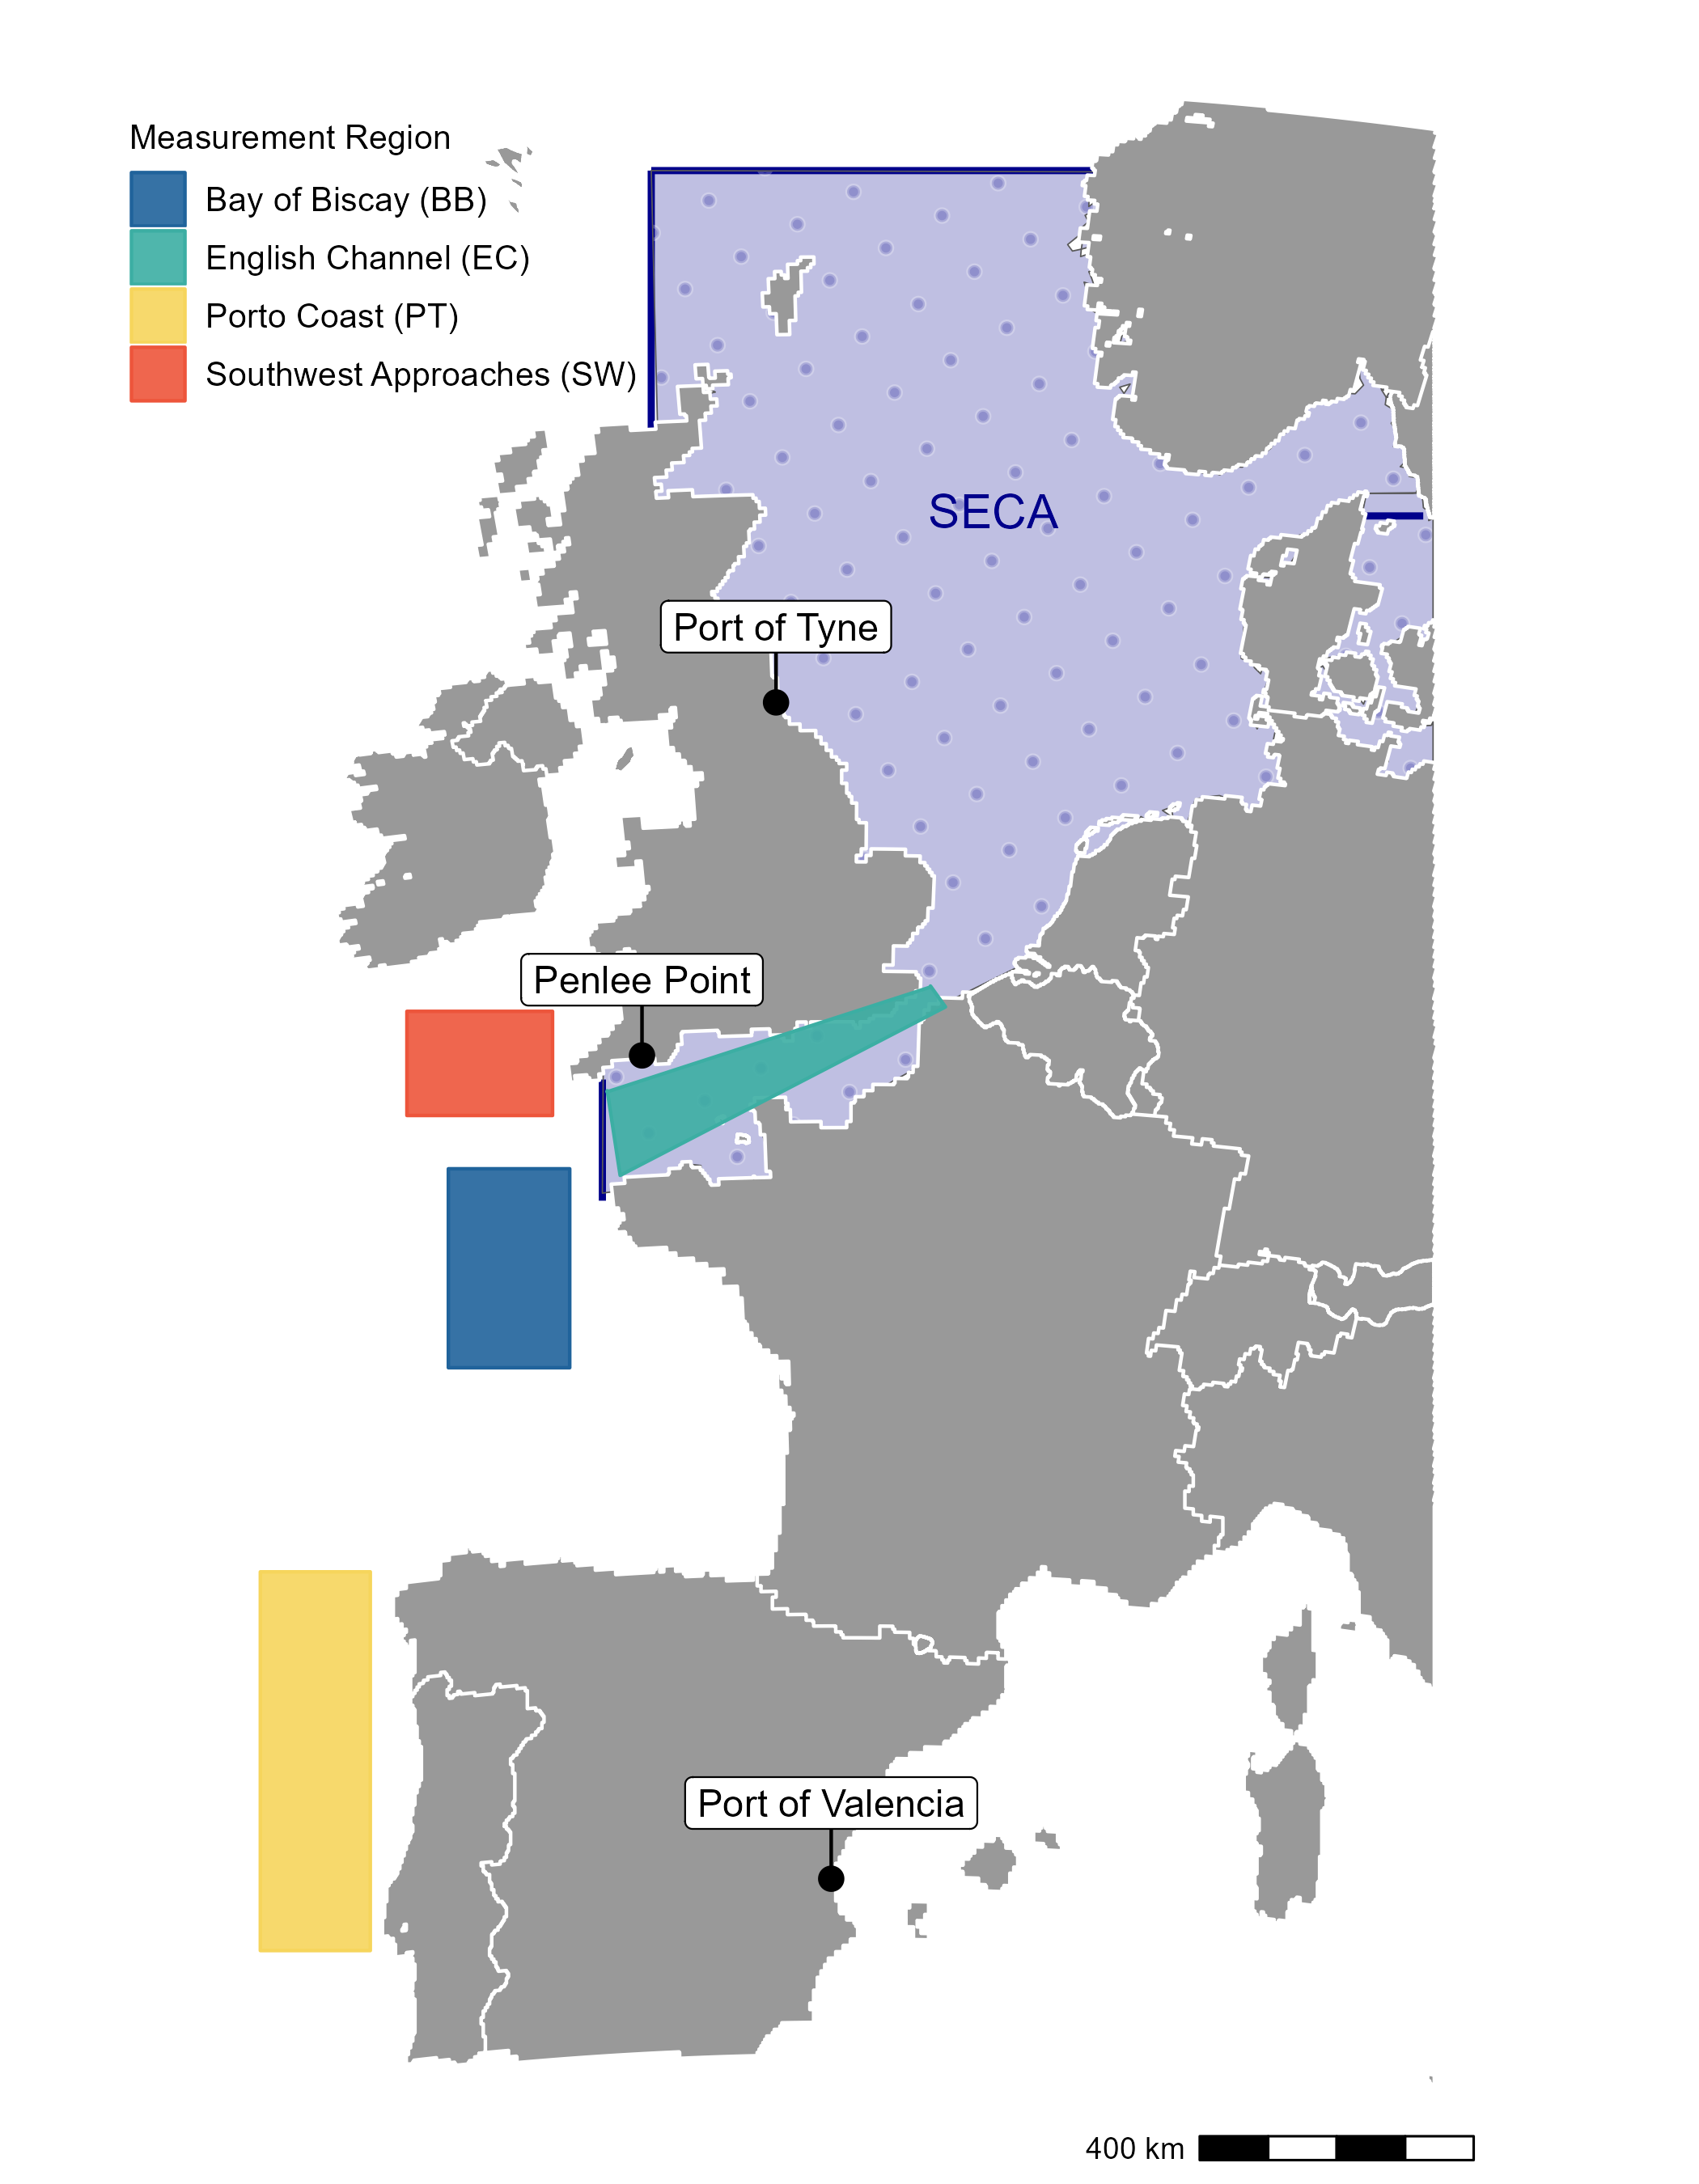 Measurement Region
Bay of Biscay (BB)
English Channel (EC)
Porto Coast (PT)
Southwest Approaches (SW)
SECA
Port of Tyne
Penlee Point
Port of Valencia
400 km